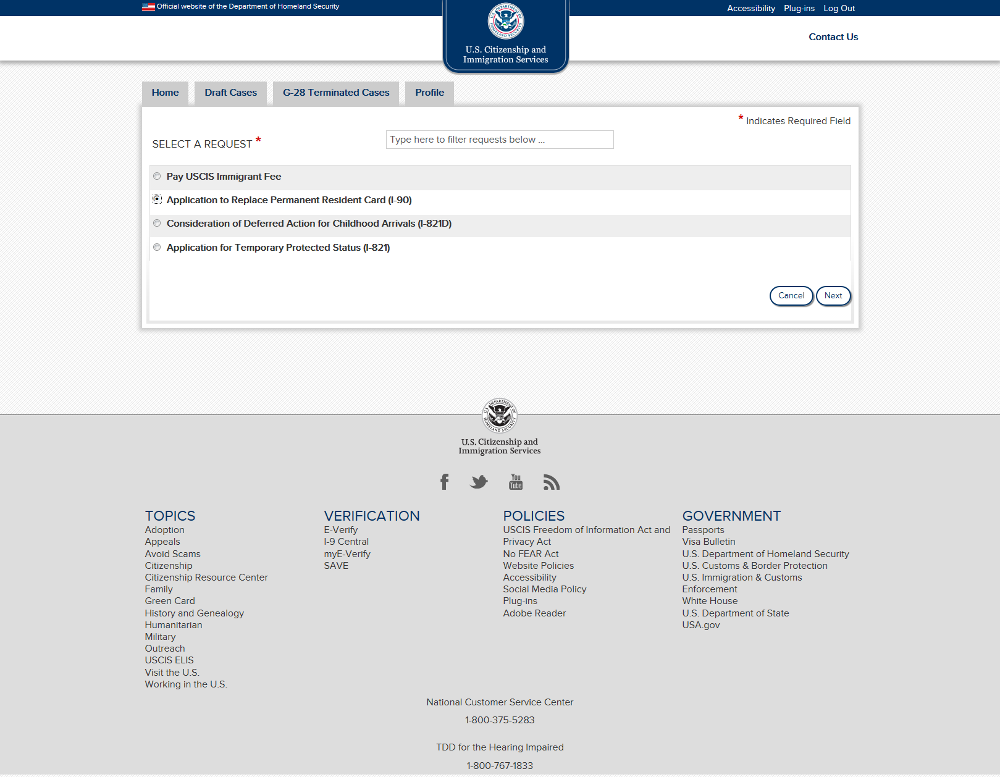 Official website of the Department of Homeland Security
Accessibility Plug-ins Log Out
U.S. DEPARTMENT OF HOMELAND SECURITY
U.S. Citizenship and
Immigration Services
Contact Us
Home Draft Cases G-28 Terminated Cases Profile
* Indicates Required Field
SELECT A REQUEST *
Type here to filter requests below ...
Pay USCIS Immigrant Fee
Application to Replace Permanent Resident Card (I-90)
Consideration of Deferred Action for Childhood Arrivals (I-821D)
Application for Temporary Protected Status (I-821)
Cancel Next
U.S. DEPARTMENT OF HOMELAND SECURITY
U.S. Citizenship and
Immigration Services
You
Tube
TOPICS
Adoption
Appeals
Avoid Scams
Citizenship
Citizenship Resource Center
Family
Green Card
History and Genealogy
Humanitarian
Military
Outreach
USCIS ELIS
Visit the U.S.
Working in the U.S.
VERIFICATION
E-Verify
I-9 Central
myE-Verify
SAVE
POLICIES
USCIS Freedom of Information Act and
Privacy Act
No FEAR Act
Website Policies
Accessibility
Social Media Policy
Plug-ins
Adobe Reader
GOVERNMENT
Passports
Visa Bulletin
U.S. Department of Homeland Security
U.S. Customs & Border Protection
U.S. Immigration & Customs
Enforcement
White House
U.S. Department of State
USA.gov
National Customer Service Center
1-800-375-5283
TDD for the Hearing Impaired
1-800-767-1833